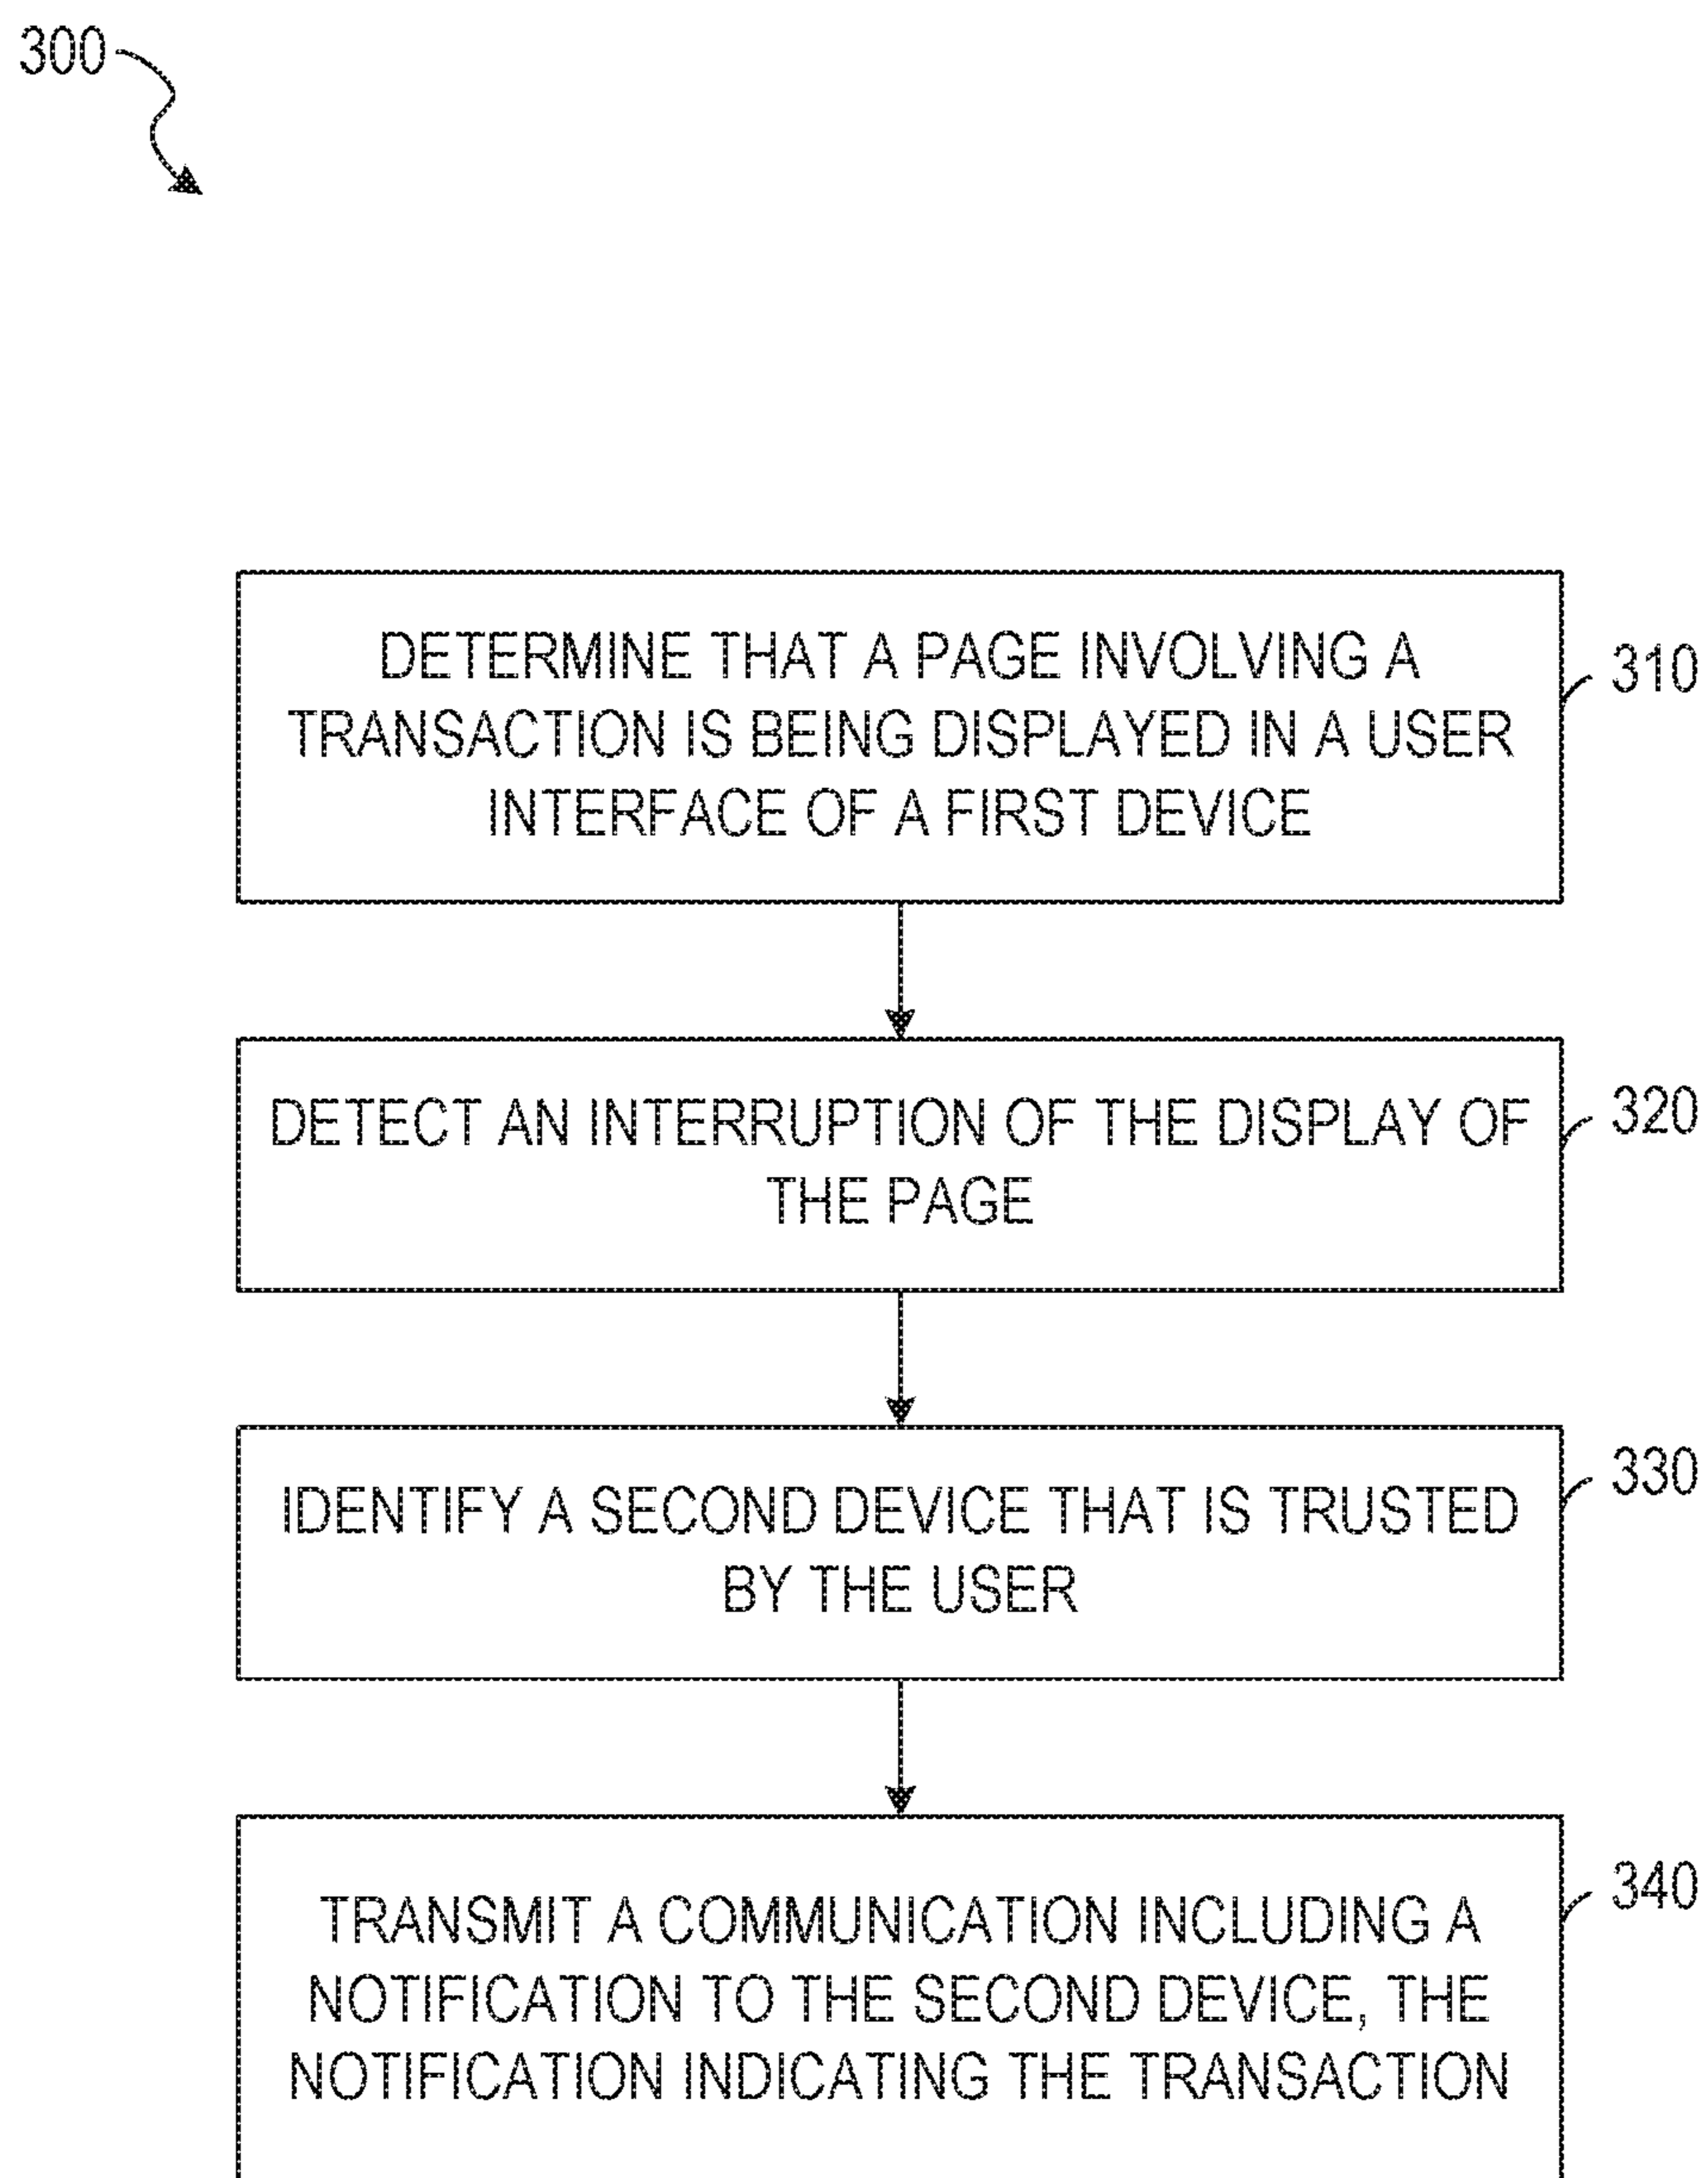 300
DETERMINE THAT A PAGE INVOLVING A
TRANSACTION IS BEING DISPLAYED IN A USER
INTERFACE OF A FIRST DEVICE
310
DETECT AN INTERRUPTION OF THE DISPLAY OF
THE PAGE
320
IDENTIFY A SECOND DEVICE THAT IS TRUSTED
BY THE USER
330
TRANSMIT A COMMUNICATION INCLUDING A
NOTIFICATION TO THE SECOND DEVICE, THE
NOTIFICATION INDICATING THE TRANSACTION
340